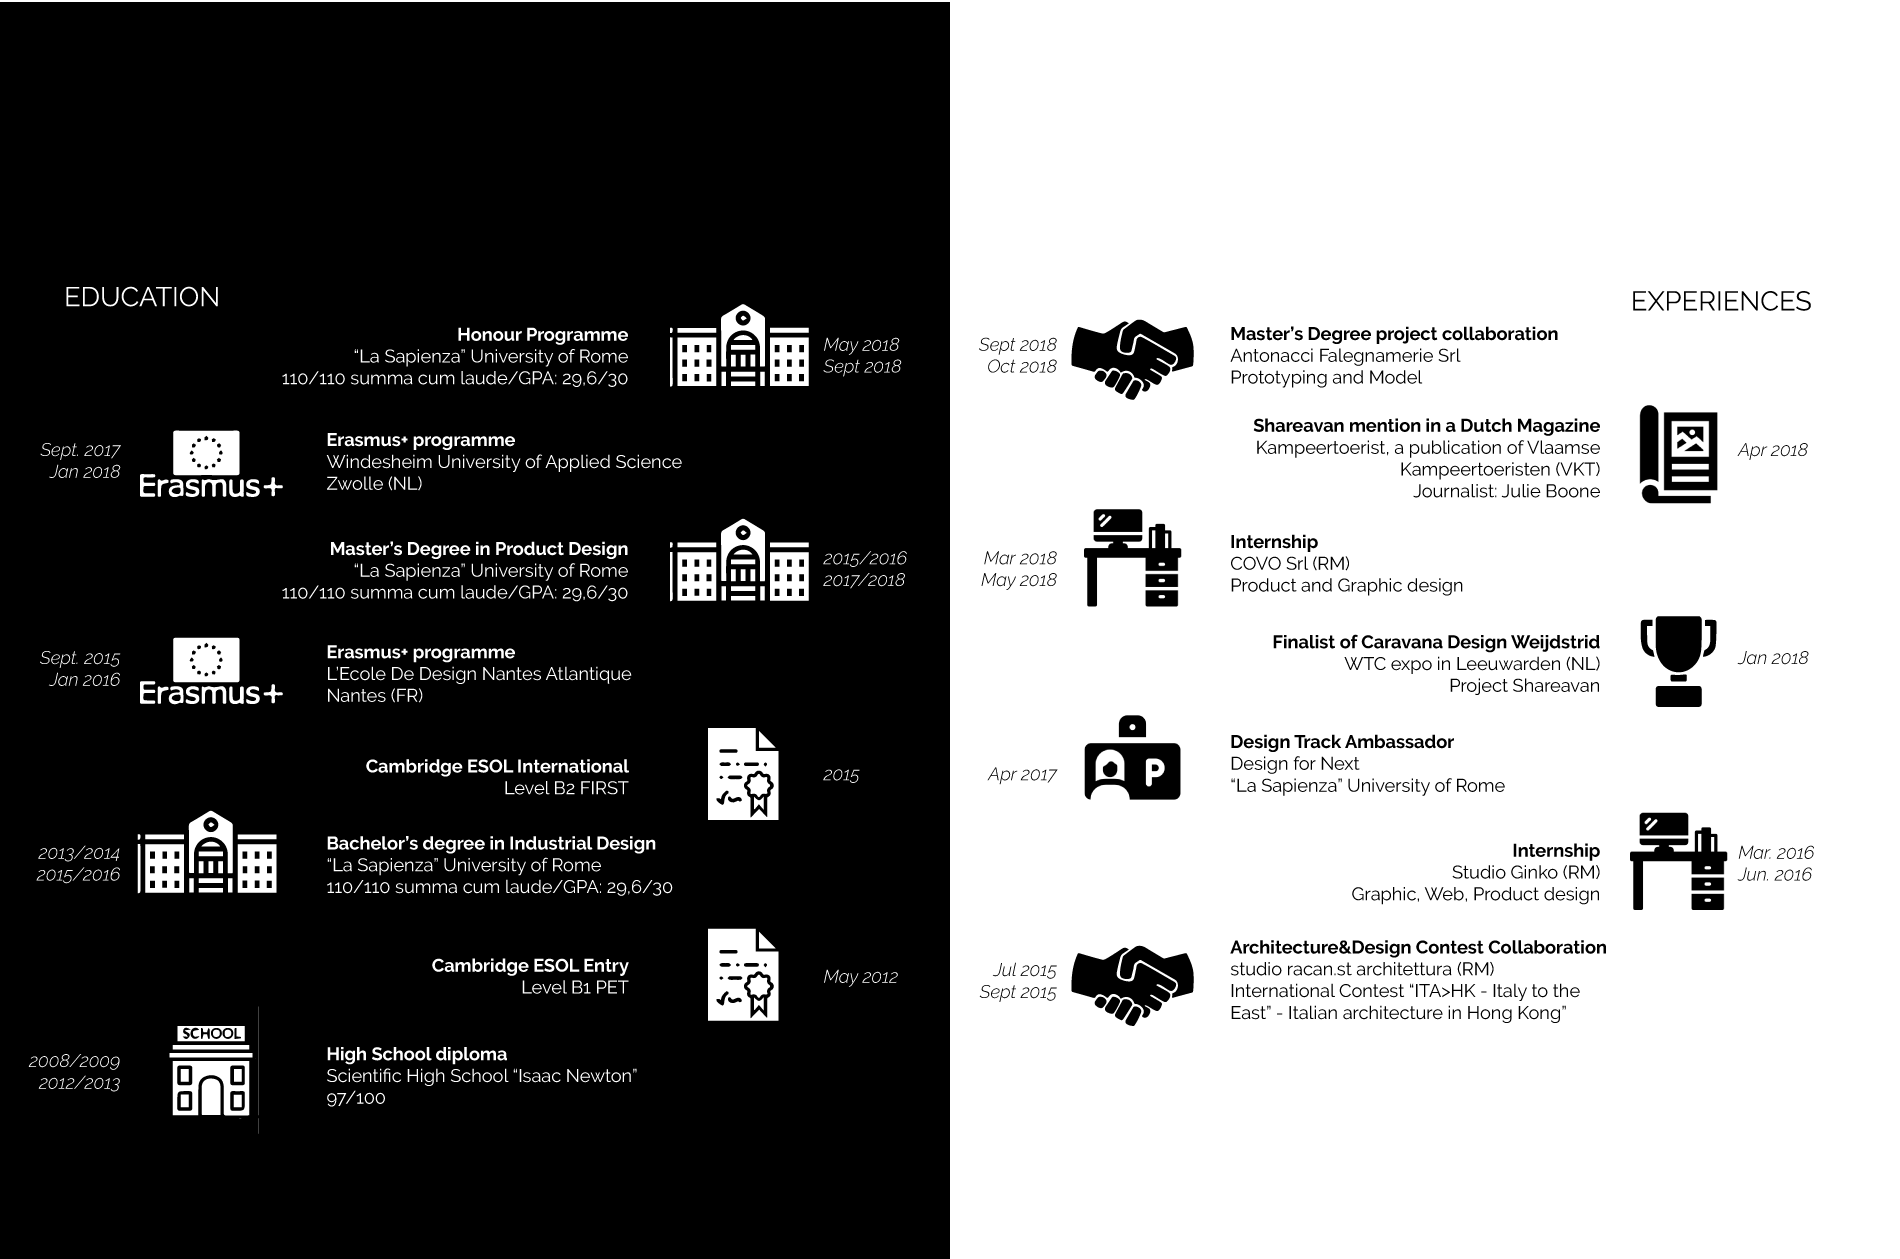 EDUCATION
Honour Programme
“La Sapienza” University of Rome
110/110 summa cum laude/GPA: 29,6/30
May 2018
Sept 2018
Sept. 2017
Jan 2018
Erasmus+
Erasmus+ programme
Windesheim University of Applied Science
Zwolle (NL)
Master’s Degree in Product Design
“La Sapienza” University of Rome
110/110 summa cum laude/GPA: 29,6/30
2015/2016
2017/2018
Sept. 2015
Jan 2016
Erasmus+
Erasmus+ programme
L’Ecole De Design Nantes Atlantique
Nantes (FR)
Cambridge ESOL International
Level B2 FIRST
2015
2013/2014
2015/2016
Bachelor’s degree in Industrial Design
“La Sapienza” University of Rome
110/110 summa cum laude/GPA: 29,6/30
Cambridge ESOL Entry
Level B1 PET
May 2012
2008/2009
2012/2013
SCHOOL
High School diploma
Scientific High School “Isaac Newton”
97/100
EXPERIENCES
Sept 2018
Oct 2018
Master’s Degree project collaboration
Antonacci Falegnamerie Srl
Prototyping and Model
Shareavan mention in a Dutch Magazine
Kampeertoerist, a publication of Vlaamse
Kampeertoeristen (VKT)
Journalist: Julie Boone
Apr 2018
Mar 2018
May 2018
Internship
COVO Srl (RM)
Product and Graphic design
Finalist of Caravana Design Weijdstrid
WTC expo in Leeuwarden (NL)
Project Shareavan
Jan 2018
Apr 2017
P
Design Track Ambassador
Design for Next
“La Sapienza” University of Rome
Internship
Studio Ginko (RM)
Graphic, Web, Product design
Mar. 2016
Jun. 2016
Jul 2015
Sept 2015
Architecture&Design Contest Collaboration
studio racan.st architettura (RM)
International Contest “ITA>HK - Italy to the
East” - Italian architecture in Hong Kong”